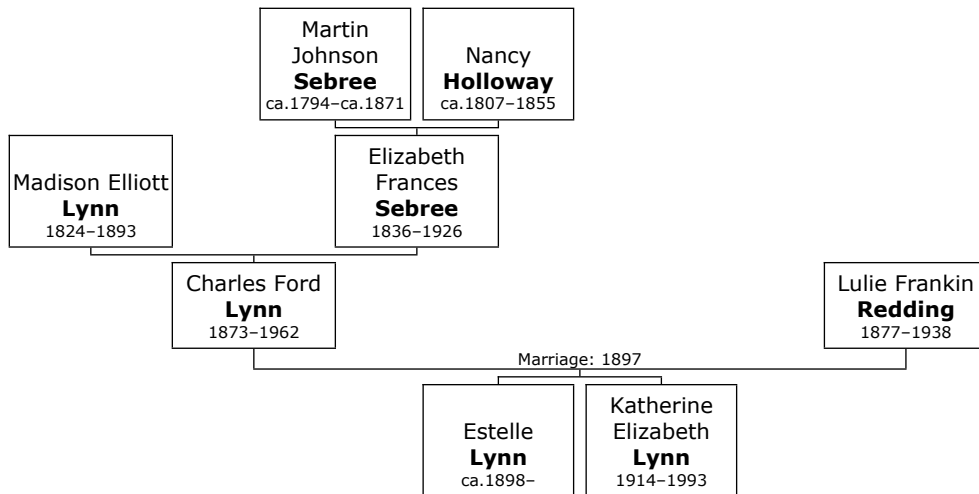 Martin
Johnson
Sebree
ca.1794–ca.1871
Nancy
Holloway
ca.1807–1855
Madison Elliott
Lynn
1824–1893
Elizabeth
Frances
Sebree
1836–1926
Charles Ford
Lynn
1873–1962
Lulie Frankin
Redding
1877–1938
Marriage: 1897
Estelle
Lynn
ca.1898–
Katherine
Elizabeth
Lynn
1914–1993